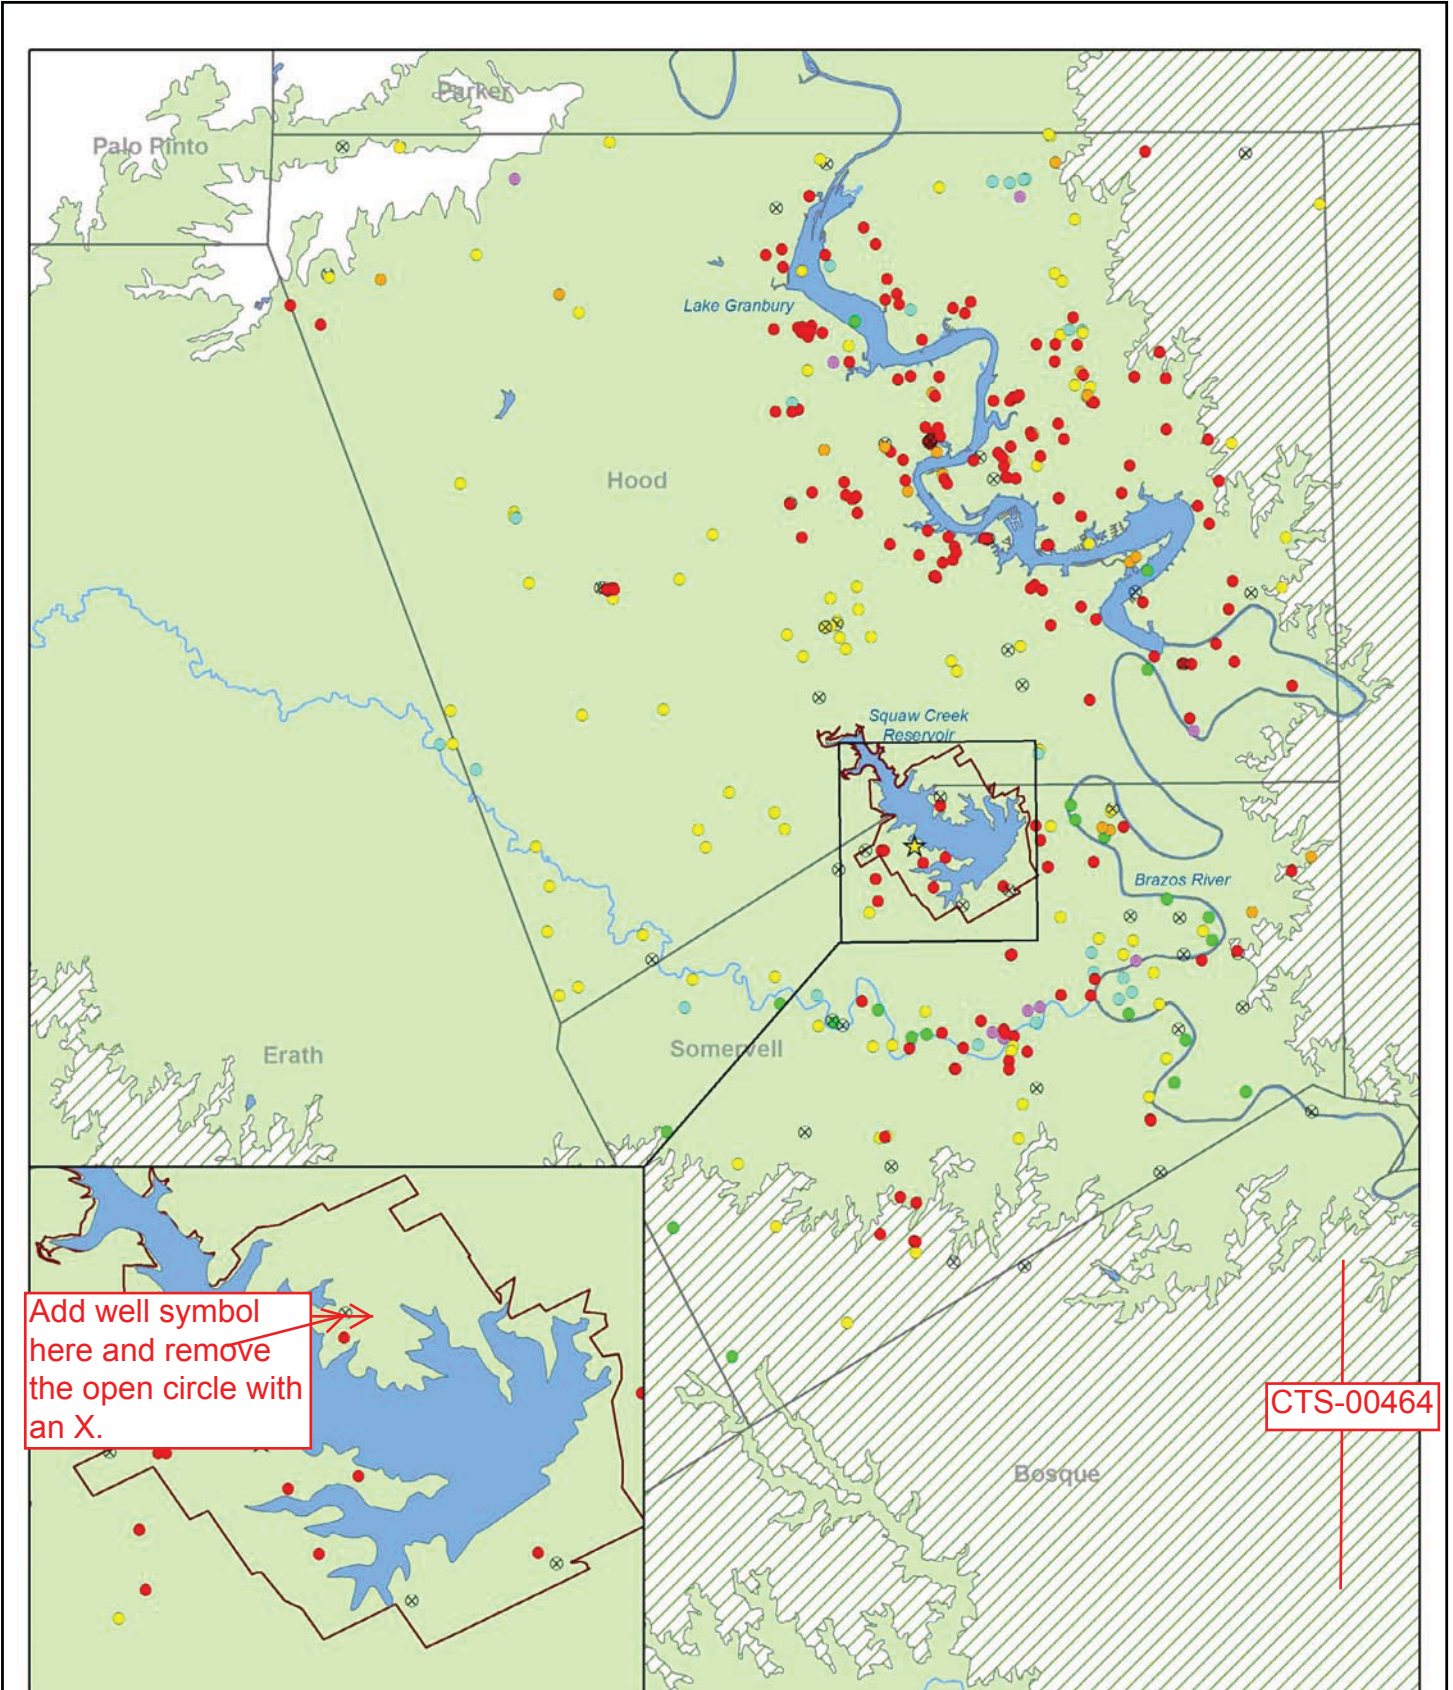 Parker
Palo Pinto
Lake Granbury
Hood
Squaw Creek
Reservoir
Brazos River
Erath
Somervell
Add well symbol
here and remove
the open circle with
an X.
CTS-00464
Bosque